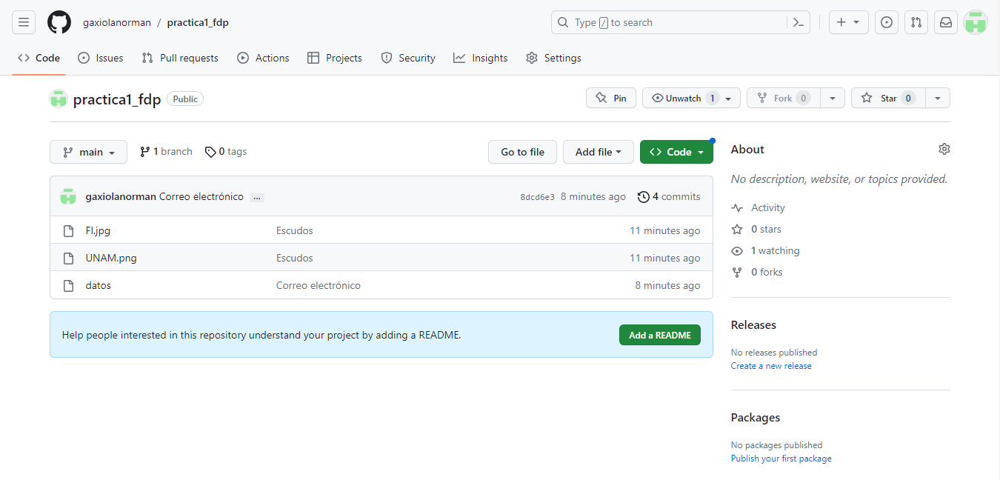 gaxiolanorman / practica1_fdp Type / to search
Code Issues Pull requests Actions Projects Security Insights Settings
practica1_fdp Public Pin Unwatch 1 Fork 0 Star 0
main 1 branch 0 tags Go to file Add file Code
gaxiolanorman Correo electrónico ... 8dcd6e3 8 minutes ago 4 commits
FI.jpg Escudos 11 minutes ago
UNAM.png Escudos 11 minutes ago
datos Correo electrónico 8 minutes ago
Help people interested in this repository understand your project by adding a README. Add a README
About
No description, website, or topics provided.
Activity
0 stars
1 watching
0 forks
Releases
No releases published
Create a new release
Packages
No packages published
Publish your first package